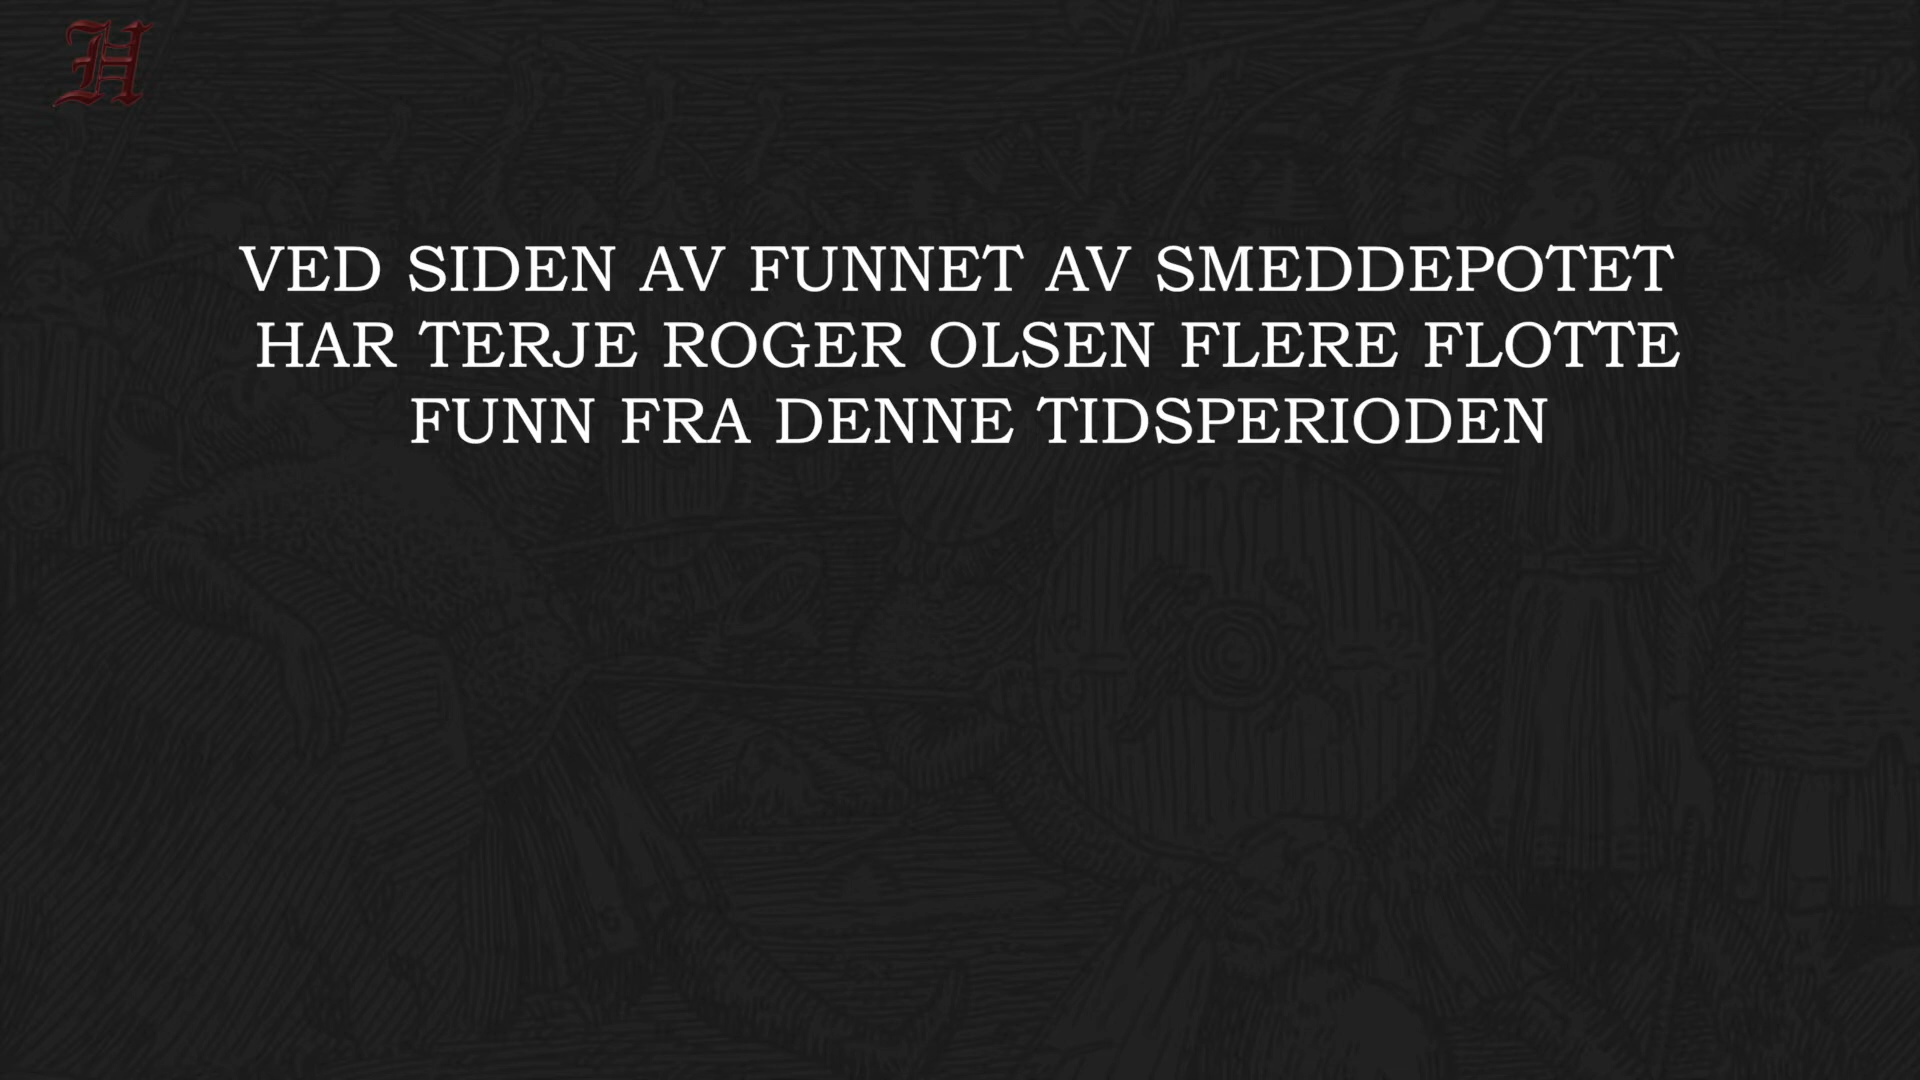 H
VED SIDEN AV FUNNET AV SMEDDEPOTET
HAR TERJE ROGER OLSEN FLERE FLOTTE
FUNN FRA DENNE TIDSPERIODEN